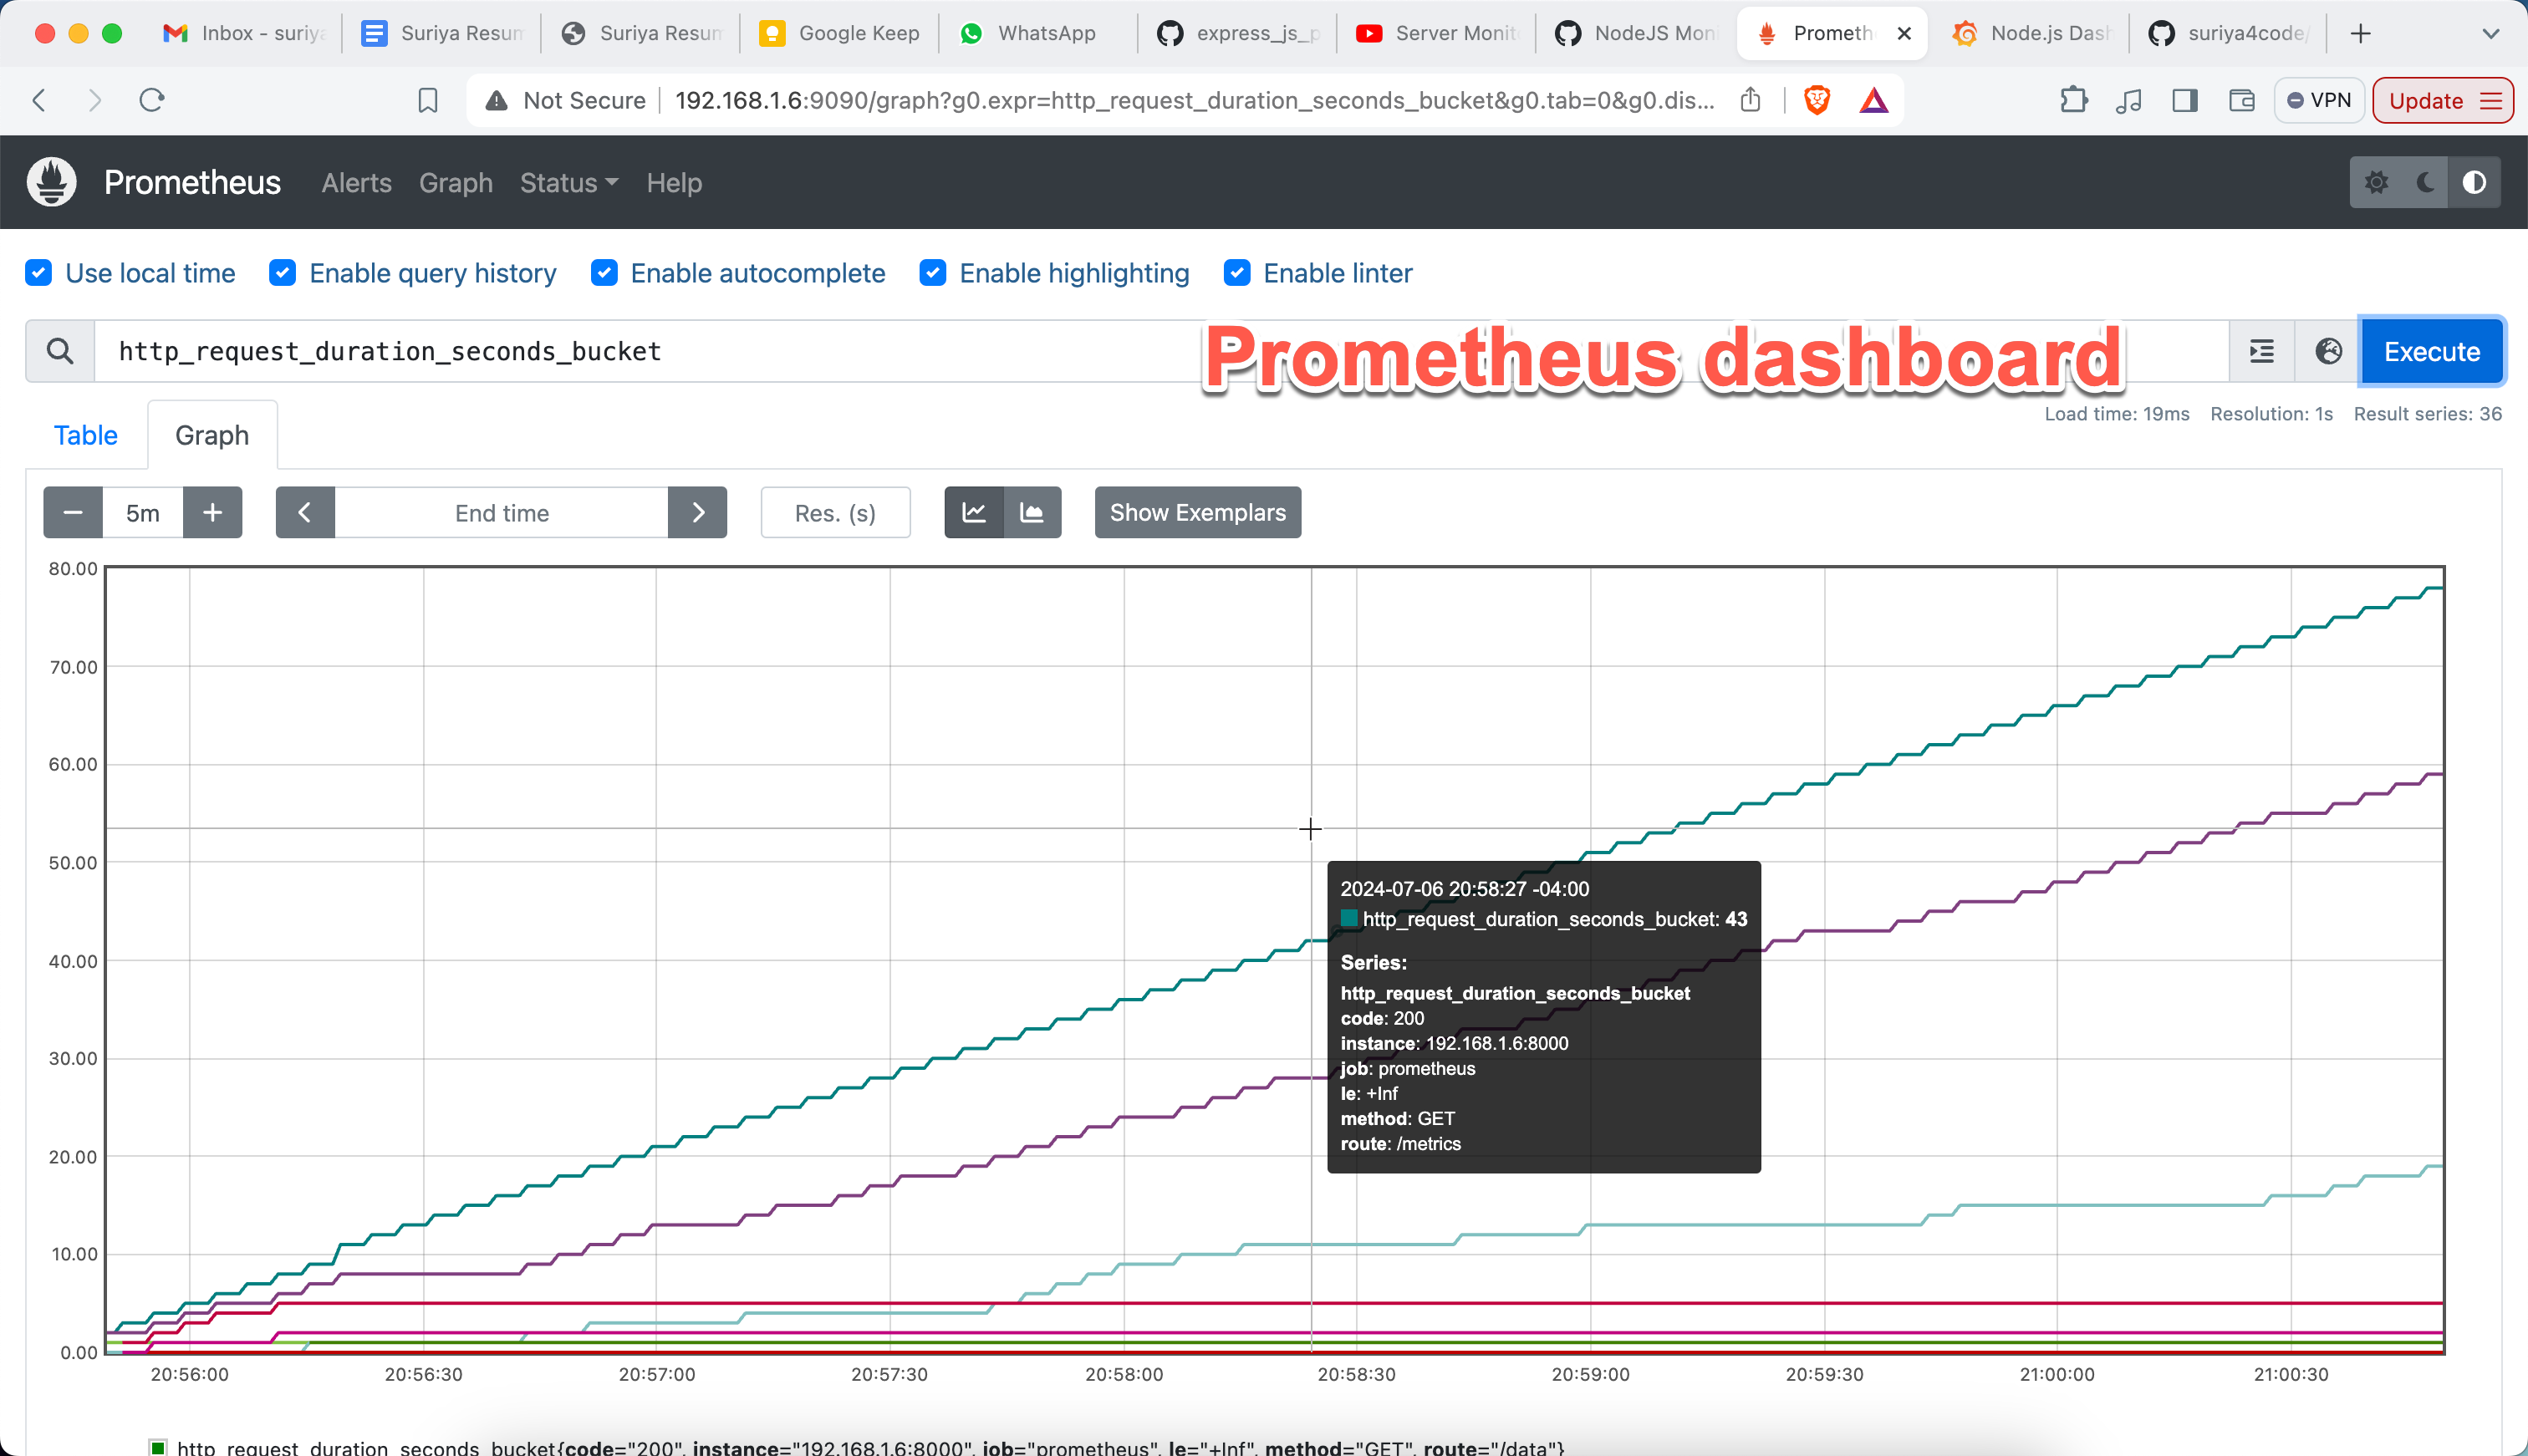 Inbox - suriya
Suriya Resum
Suriya Resum
Google Keep
WhatsApp
express_js_p
Server Monit
NodeJS Moni
Prometh
Node.js Dash
suriya4code/
Not Secure
192.168.1.6:9090/graph?g0.expr=http_request_duration_seconds_bucket&g0.tab=0&g0.dis...
VPN
Update
Prometheus
Alerts
Graph
Status
Help
Use local time
Enable query history
Enable autocomplete
Enable highlighting
Enable linter
http_request_duration_seconds_bucket
Prometheus dashboard
Execute
Load time: 19ms
Resolution: 1s
Result series: 36
Table
Graph
5m
End time
Res. (s)
Show Exemplars
80.00
70.00
60.00
50.00
40.00
30.00
20.00
10.00
0.00
2024-07-06 20:58:27 -04:00
http_request_duration_seconds_bucket: 43
Series:
http_request_duration_seconds_bucket
code: 200
instance: 192.168.1.6:8000
job: prometheus
le: +Inf
method: GET
route: /metrics
20:56:00
20:56:30
20:57:00
20:57:30
20:58:00
20:58:30
20:59:00
20:59:30
21:00:00
21:00:30
http_request_duration_seconds_bucket{code="200", instance="192.168.1.6:8000", job="prometheus", le="+Inf", method="GET", route="/data"}